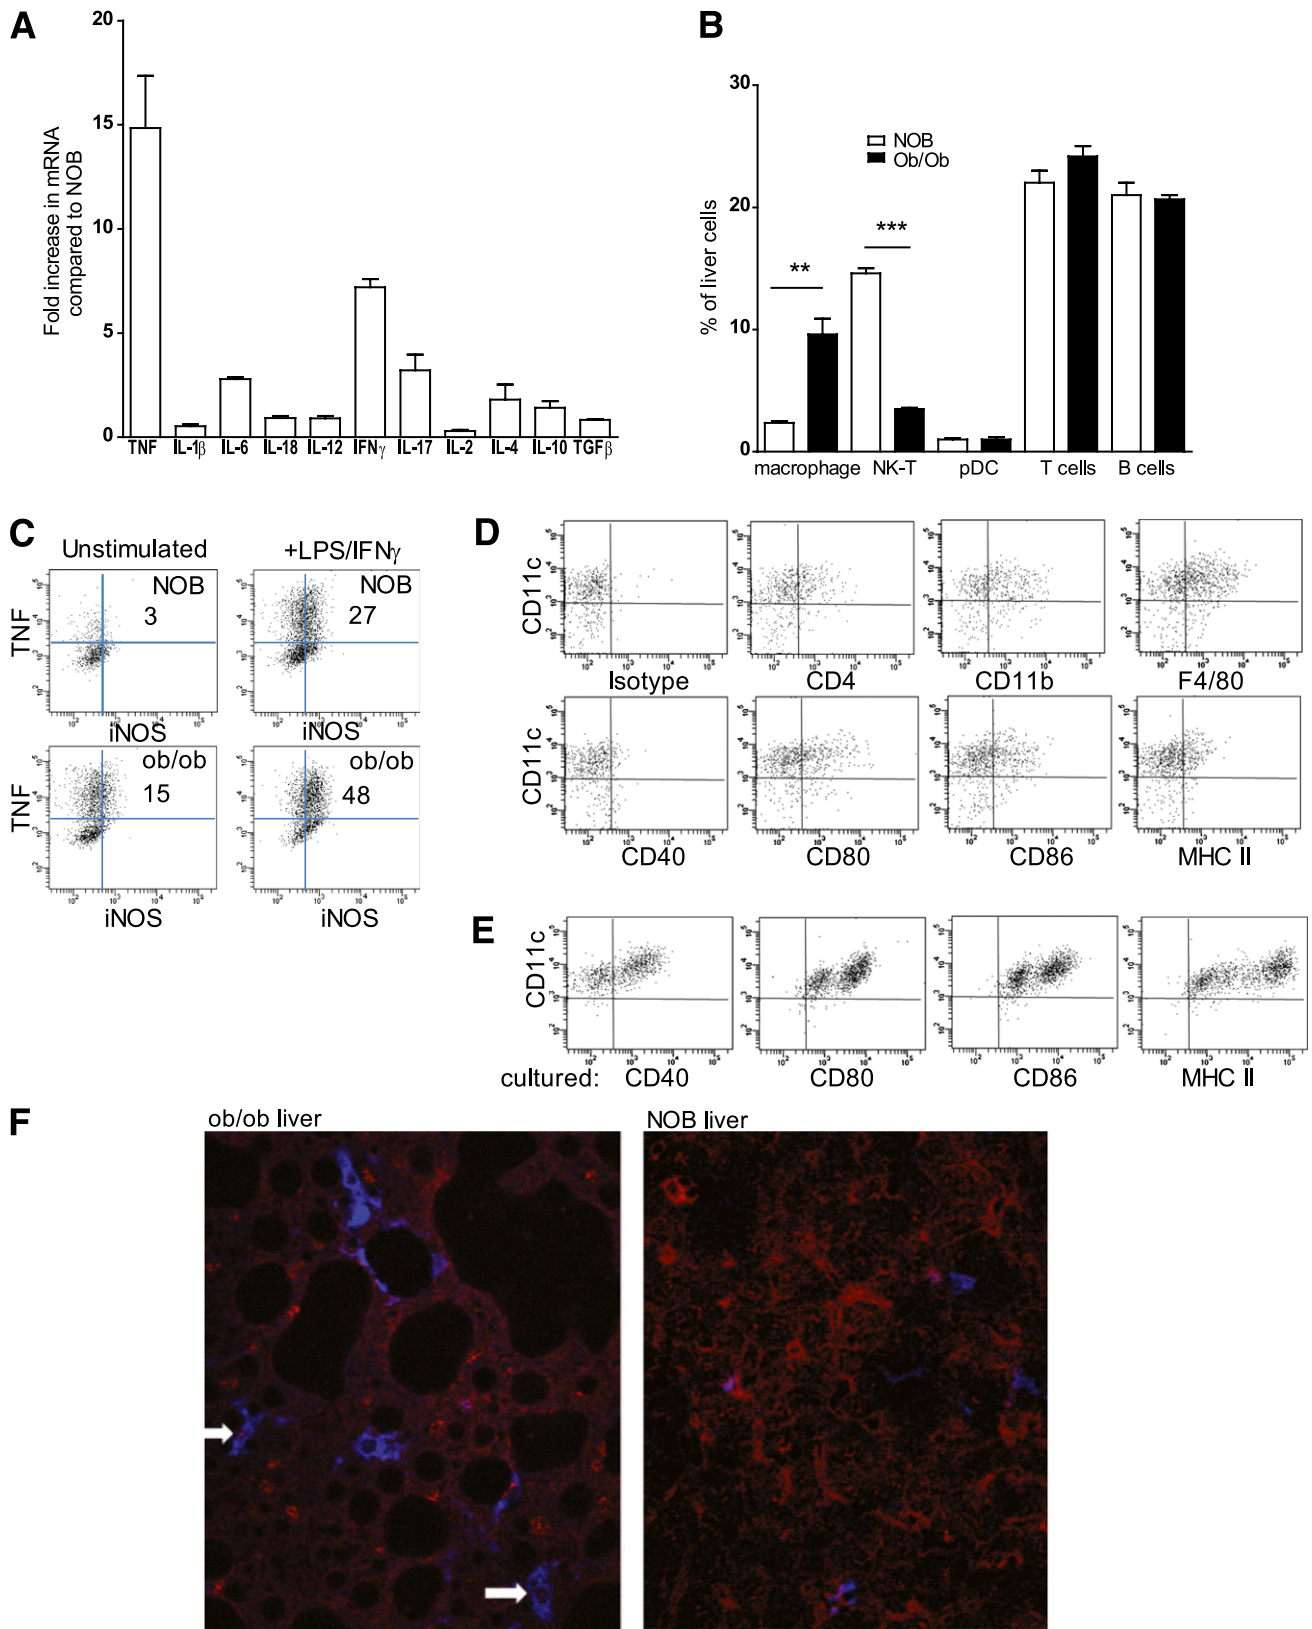 A
20
15
10
5
0
Fold increase in mRNA
compared to NOB
TNF IL-1β IL-6 IL-18 IL-12 IFNγ IL-17 IL-2 IL-4 IL-10 TGFβ
B
30
20
10
0
% of liver cells
NOB
Ob/Ob
** ***
macrophage NK-T pDC T cells B cells
C
Unstimulated +LPS/IFNγ
TNF
NOB
3
NOB
27
iNOS iNOS
TNF
ob/ob
15
ob/ob
48
iNOS iNOS
D
CD11c
Isotype CD4 CD11b F4/80
CD11c
CD40 CD80 CD86 MHC II
E
CD11c
cultured: CD40 CD80 CD86 MHC II
F
ob/ob liver NOB liver